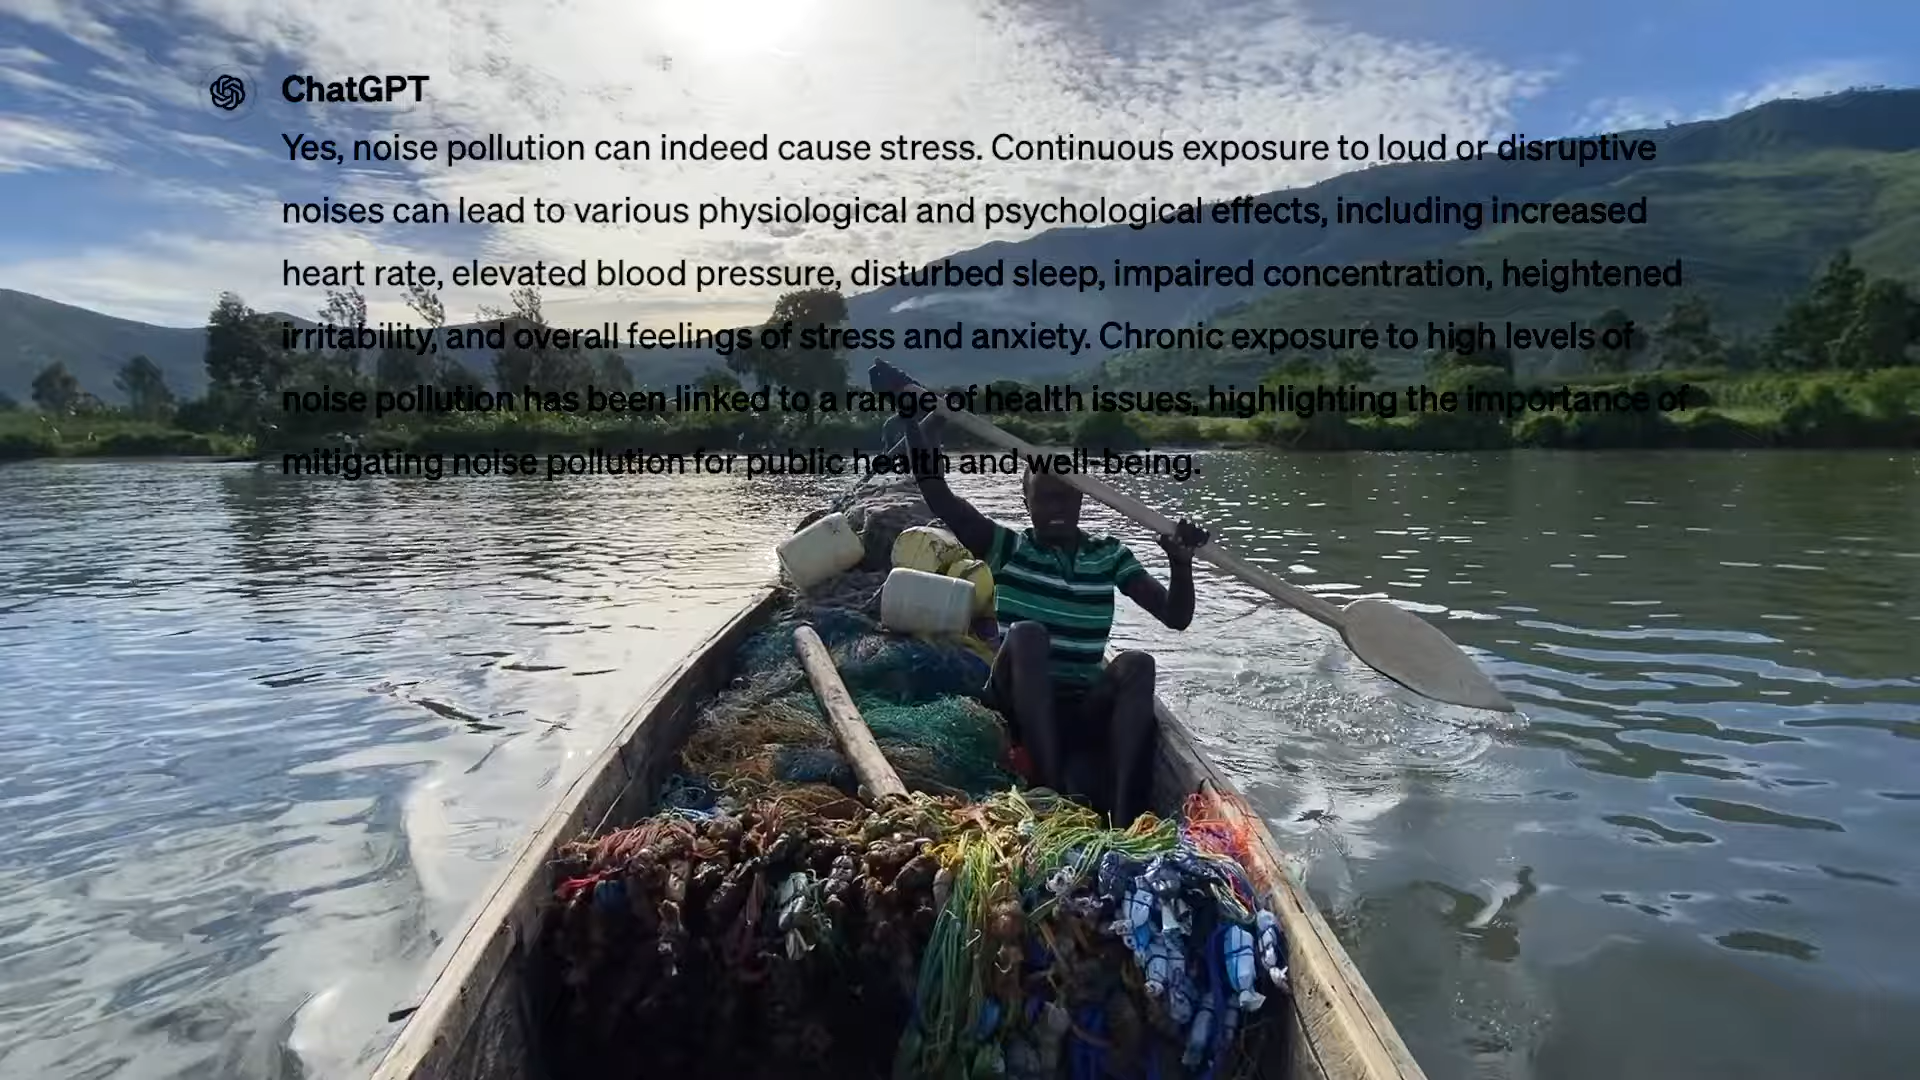 ChatGPT
Yes, noise pollution can indeed cause stress. Continuous exposure to loud or disruptive
noises can lead to various physiological and psychological effects, including increased
heart rate, elevated blood pressure, disturbed sleep, impaired concentration, heightened
irritability, and overall feelings of stress and anxiety. Chronic exposure to high levels of
noise pollution has been linked to a range of health issues, highlighting the importance of
mitigating noise pollution for public health and well-being.